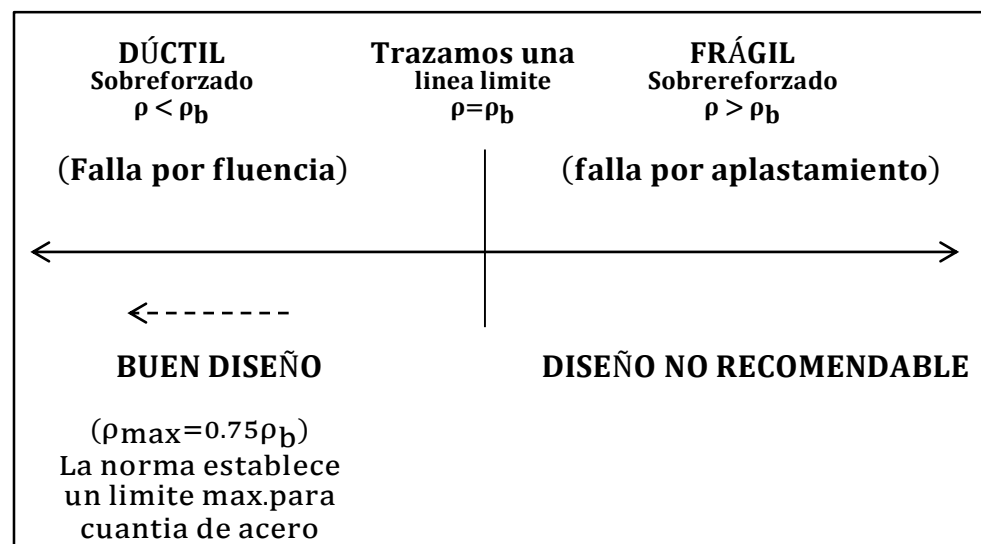 DÚCTIL
Sobreforzado
ρ < ρb
(Falla por fluencia)
Trazamos una
linea limite
ρ=ρb
FRÁGIL
Sobrereforzado
ρ > ρb
(falla por aplastamiento)
BUEN DISEÑO
(ρmax=0.75ρb)
La norma establece
un limite max.para
cuantia de acero
DISEÑO NO RECOMENDABLE